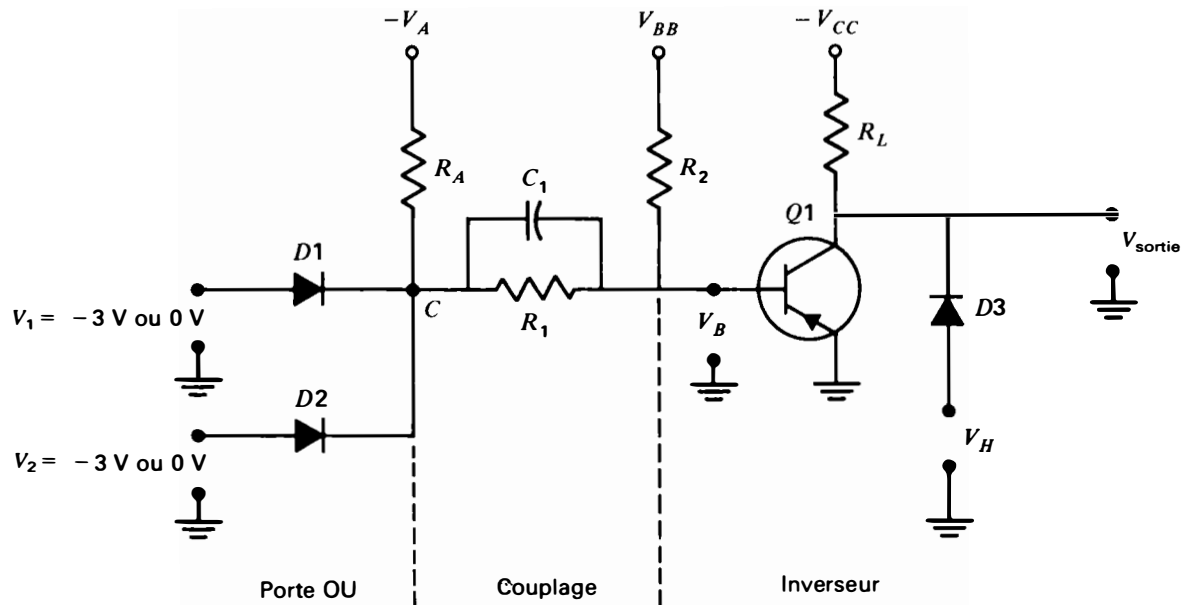 −V_A
V_BB
−V_CC
R_A
R_2
R_L
C_1
Q1
V_sortie
D1
C
R_1
V_B
D3
V_1 = −3 V ou 0 V
D2
V_H
V_2 = −3 V ou 0 V
Porte OU
Couplage
Inverseur